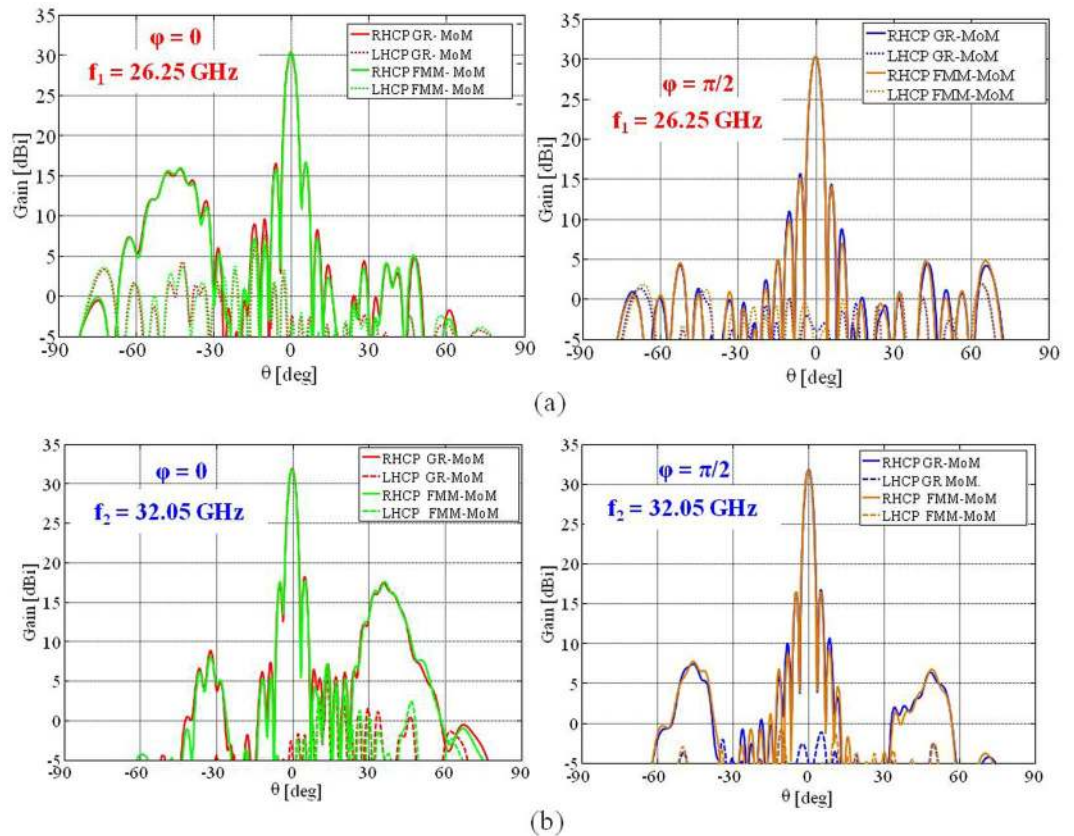 35
30
25
20
15
10
5
0
-5
Gain [dBi]
φ = 0
f1 = 26.25 GHz
RHCP GR- MoM
LHCP GR- MoM
RHCP FMM- MoM
LHCP FMM- MoM
-90 -60 -30 0 30 60 90
θ [deg]
35
30
25
20
15
10
5
0
-5
Gain [dBi]
φ = π/2
f1 = 26.25 GHz
RHCP GR-MoM
LHCP GR-MoM
RHCP FMM-MoM
LHCP FMM-MoM
-90 -60 -30 0 30 60 90
θ [deg]
(a)
35
30
25
20
15
10
5
0
-5
Gain [dBi]
φ = 0
f2 = 32.05 GHz
RHCP GR-MoM
LHCP GR-MoM
RHCP FMM-MoM
LHCP FMM-MoM
-90 -60 -30 0 30 60 90
θ [deg]
35
30
25
20
15
10
5
0
-5
Gain [dBi]
φ = π/2
f2 = 32.05 GHz
RHCP GR-MoM
LHCP GR MoM.
RHCP FMM-MoM
LHCP FMM-MoM
-90 -60 -30 0 30 60 90
θ [deg]
(b)